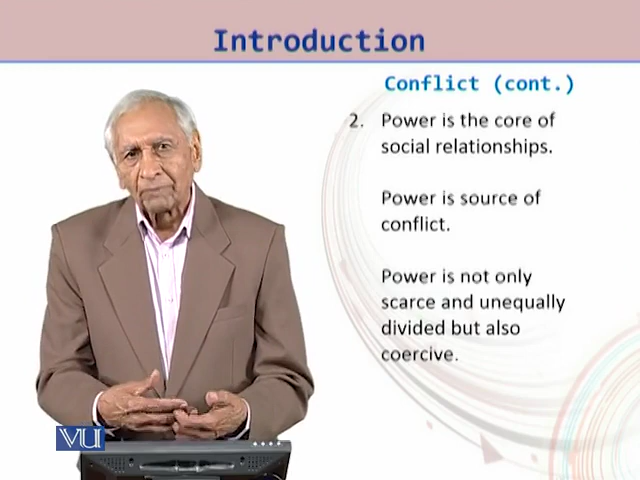 Introduction
Conflict (cont.)
2. Power is the core of
social relationships.
Power is source of
conflict.
Power is not only
scarce and unequally
divided but also
coercive.
VU